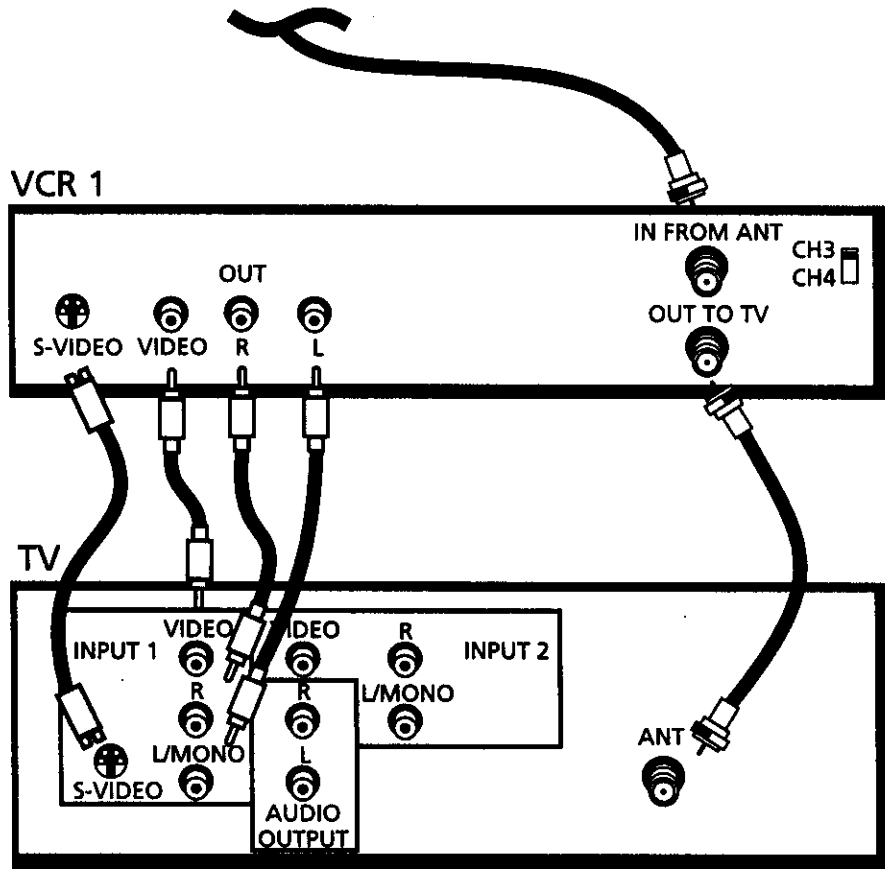 VCR 1
IN FROM ANT
CH3
CH4
OUT
OUT TO TV
S-VIDEO
VIDEO
R
L
TV
INPUT 1
VIDEO
R
L/MONO
S-VIDEO
IDEO
R
L/MONO
INPUT 2
R
L
AUDIO
OUTPUT
ANT